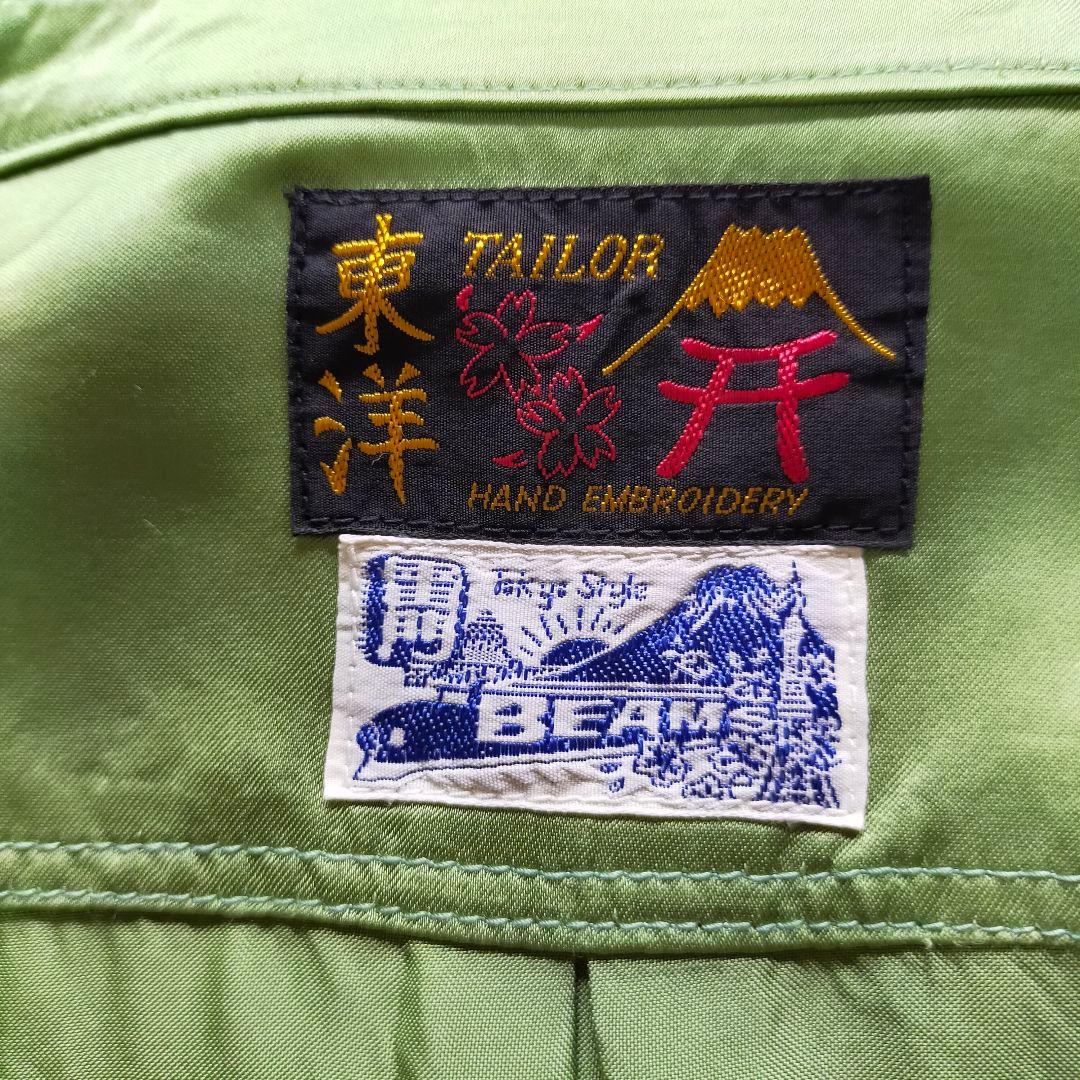 東洋
TAILOR
HAND EMBROIDERY
Tokyo Style
BEAMS